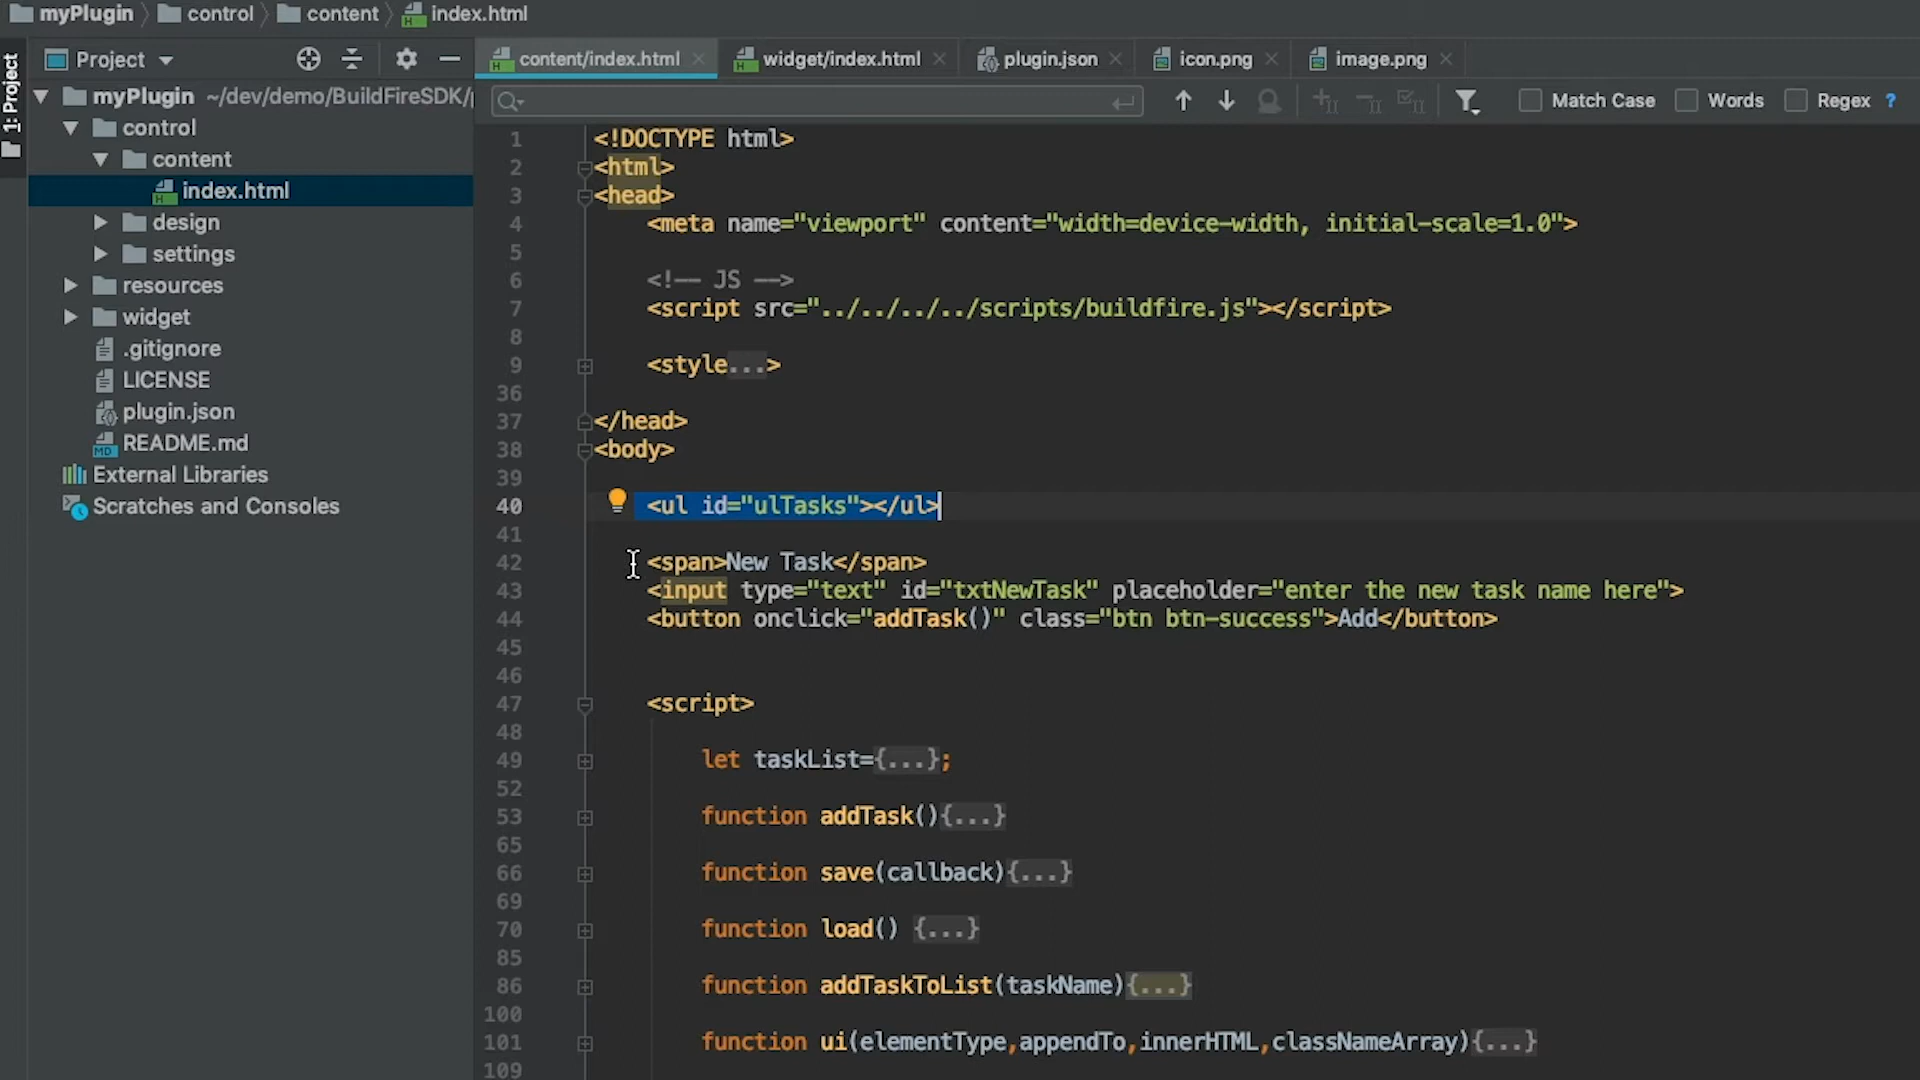 myPlugin control content index.html
1: Project
Project
myPlugin ~/dev/demo/BuildFireSDK/p
control
content
index.html
design
settings
resources
widget
.gitignore
LICENSE
plugin.json
README.md
External Libraries
Scratches and Consoles
content/index.html widget/index.html plugin.json icon.png image.png
Match Case Words Regex ?
1 <!DOCTYPE html>
2 <html>
3 <head>
4 <meta name="viewport" content="width=device-width, initial-scale=1.0">
5
6 <!-- JS -->
7 <script src="../../../../scripts/buildfire.js"></script>
8
9 <style...>
36
37 </head>
38 <body>
39
40 <ul id="ulTasks"></ul>
41
42 <span>New Task</span>
43 <input type="text" id="txtNewTask" placeholder="enter the new task name here">
44 <button onclick="addTask()" class="btn btn-success">Add</button>
45
46
47 <script>
48
49 let taskList={...};
52
53 function addTask(){...}
65
66 function save(callback){...}
69
70 function load() {...}
85
86 function addTaskToList(taskName){...}
100
101 function ui(elementType,appendTo,innerHTML,classNameArray){...}
109